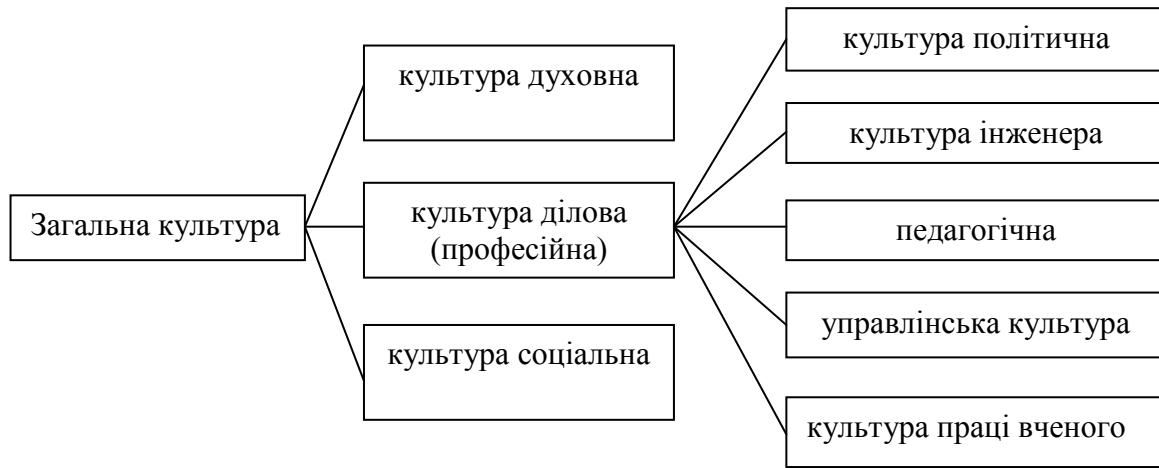 Загальна культура
культура духовна
культура ділова
(професійна)
культура соціальна
культура політична
культура інженера
педагогічна
управлінська культура
культура праці вченого